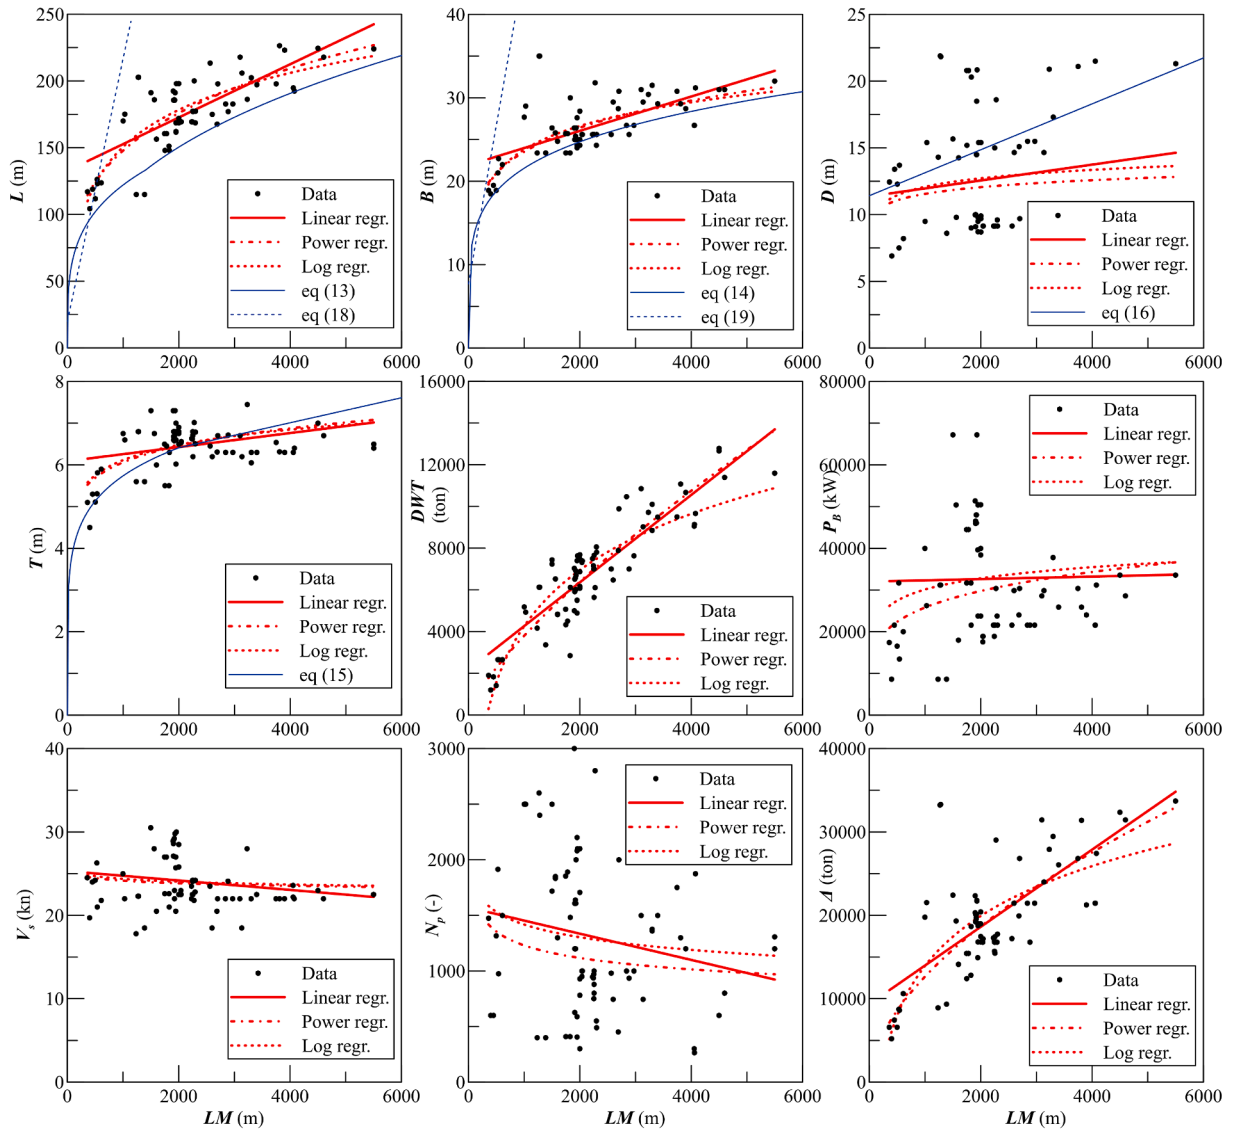 250
200
150
100
50
0
L (m)
Data
Linear regr.
Power regr.
Log regr.
eq (13)
eq (18)
0 2000 4000 6000
40
30
20
10
0
B (m)
Data
Linear regr.
Power regr.
Log regr.
eq (14)
eq (19)
0 2000 4000 6000
25
20
15
10
5
0
D (m)
Data
Linear regr.
Power regr.
Log regr.
eq (16)
0 2000 4000 6000
8
6
4
2
0
T (m)
Data
Linear regr.
Power regr.
Log regr.
eq (15)
0 2000 4000 6000
16000
12000
8000
4000
0
DWT
(ton)
Data
Linear regr.
Power regr.
Log regr.
0 2000 4000 6000
80000
60000
40000
20000
0
P_B (kW)
Data
Linear regr.
Power regr.
Log regr.
0 2000 4000 6000
40
30
20
10
0
V_s (kn)
Data
Linear regr.
Power regr.
Log regr.
0 2000 4000 6000
LM (m)
3000
2000
1000
0
N_p (-)
Data
Linear regr.
Power regr.
Log regr.
0 2000 4000 6000
LM (m)
40000
30000
20000
10000
0
Δ (ton)
Data
Linear regr.
Power regr.
Log regr.
0 2000 4000 6000
LM (m)